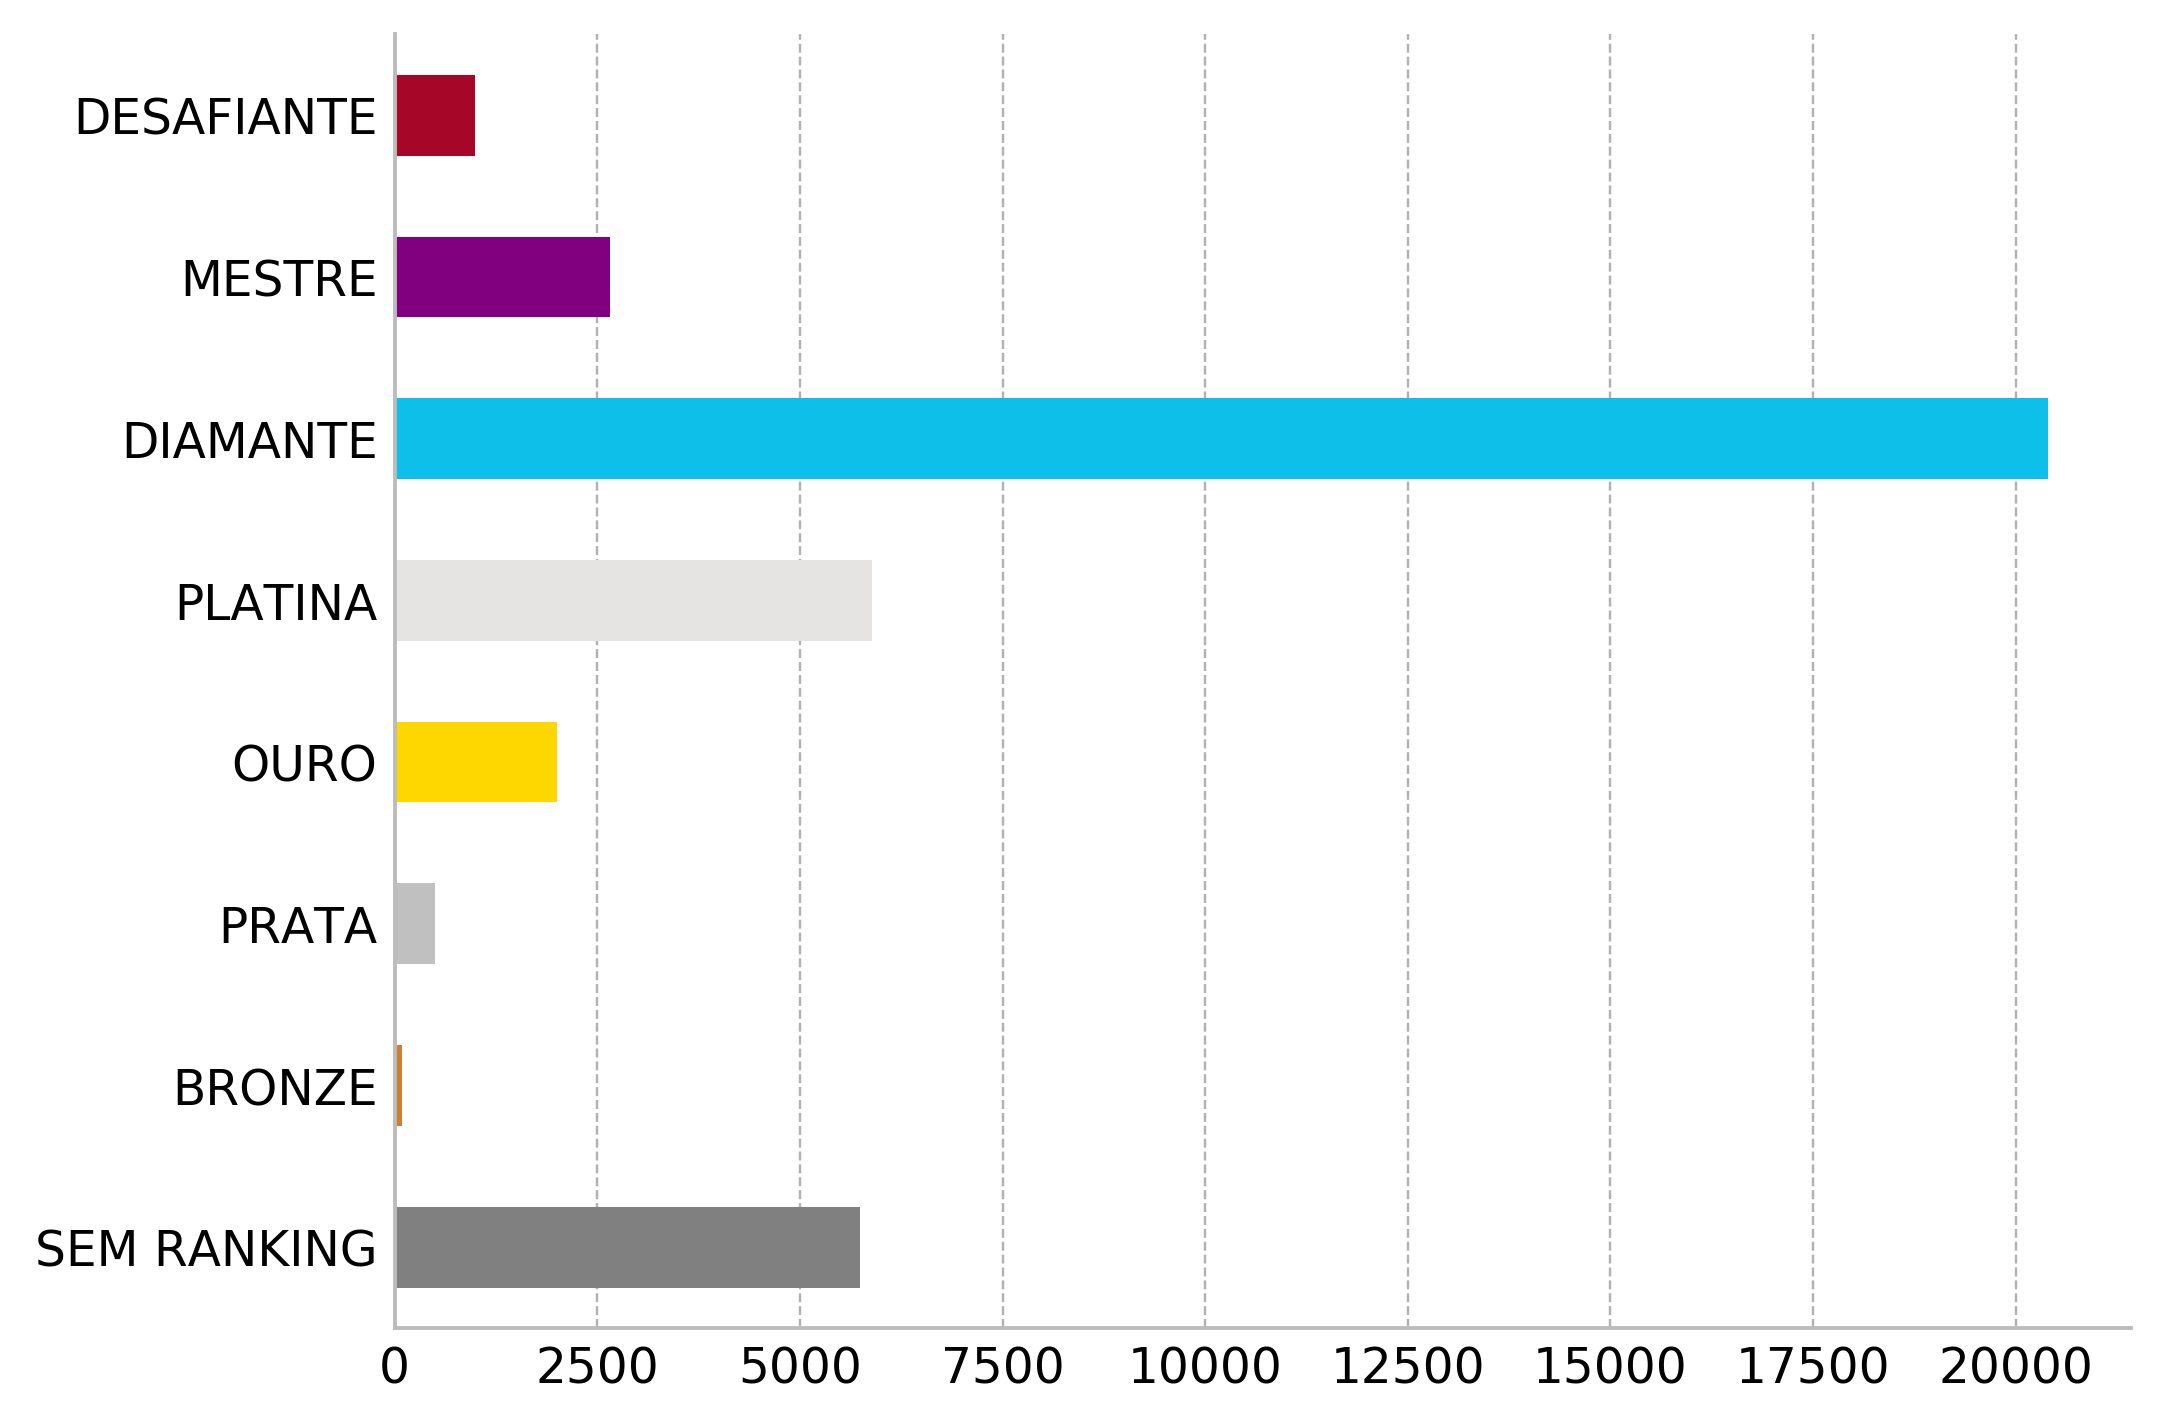 DESAFIANTE
MESTRE
DIAMANTE
PLATINA
OURO
PRATA
BRONZE
SEM RANKING
0 2500 5000 7500 10000 12500 15000 17500 20000